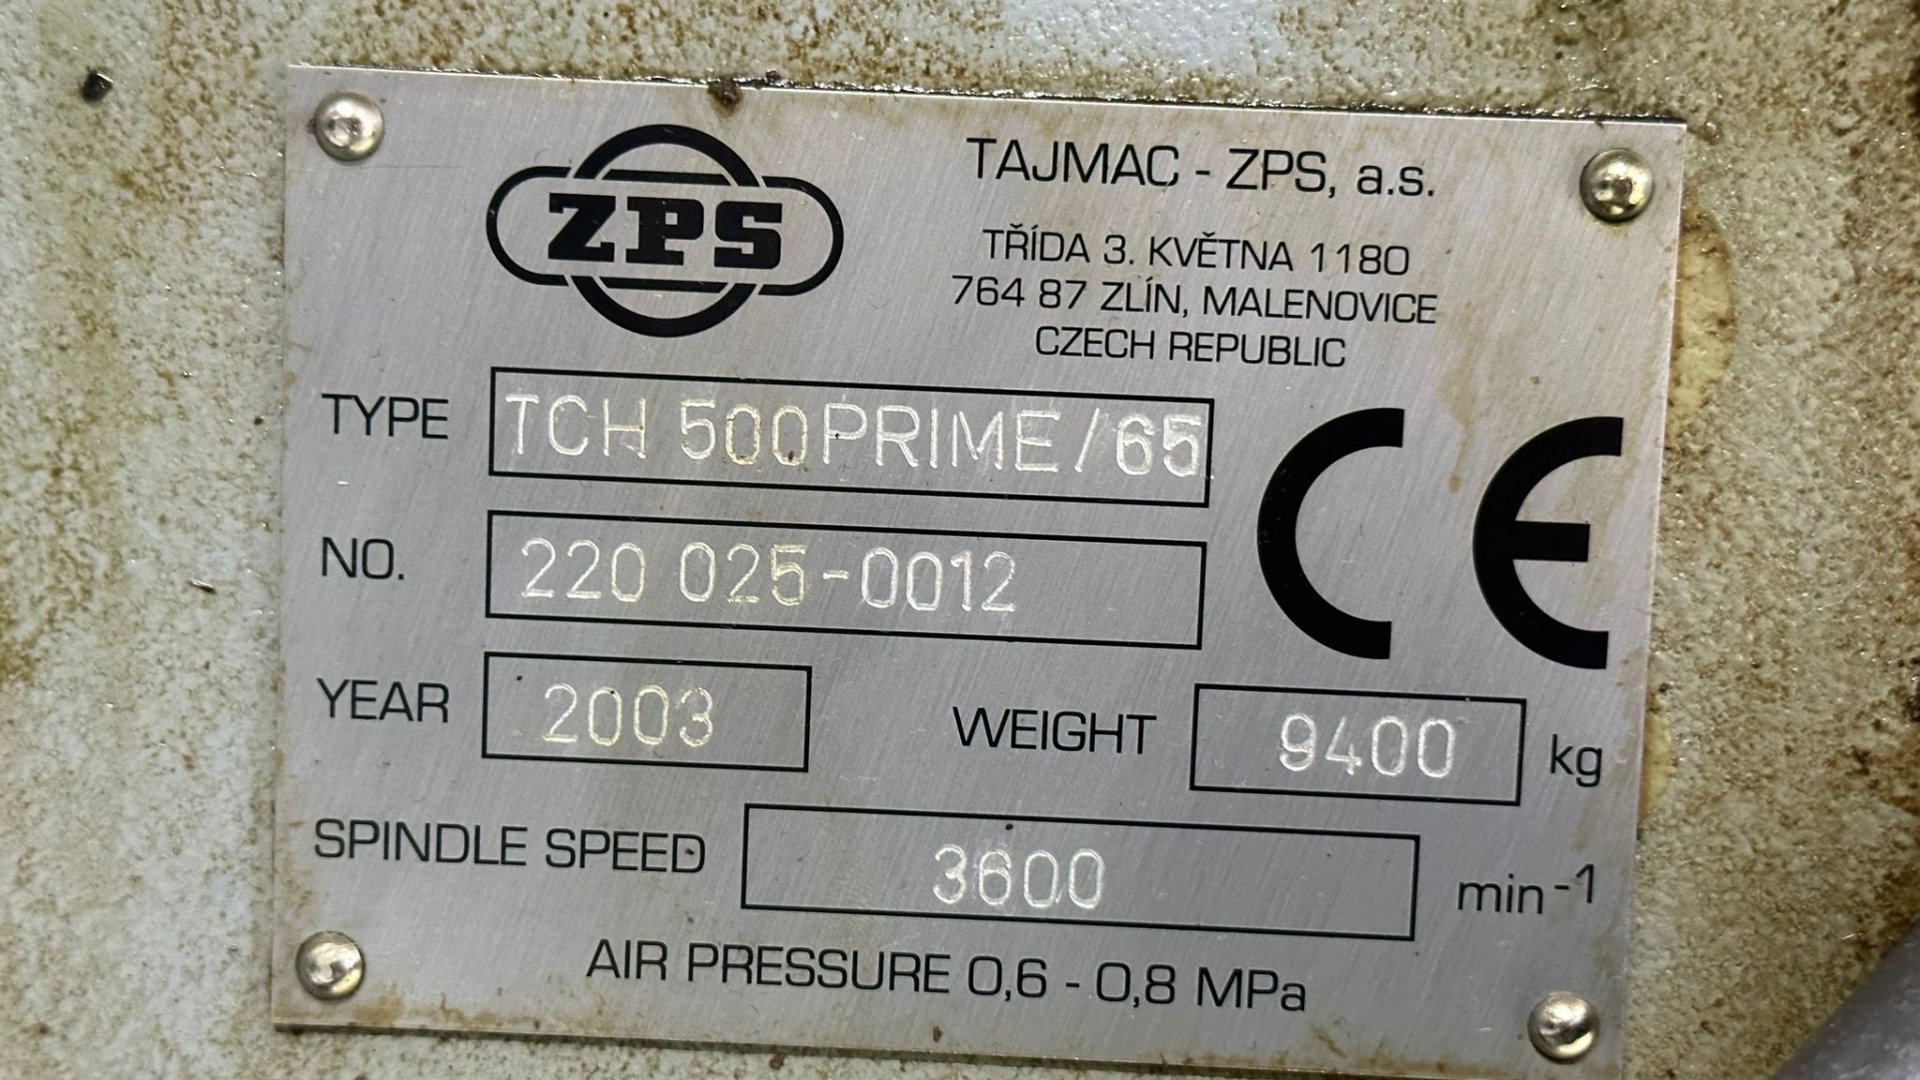 ZPS
TAJMAC - ZPS, a.s.
TŘÍDA 3. KVĚTNA 1180
764 87 ZLÍN, MALENOVICE
CZECH REPUBLIC
TYPE TCH 500PRIME/65
CE
NO. 220 025-0012
YEAR 2003 WEIGHT 9400 kg
SPINDLE SPEED 3600 min-1
AIR PRESSURE 0,6 - 0,8 MPa